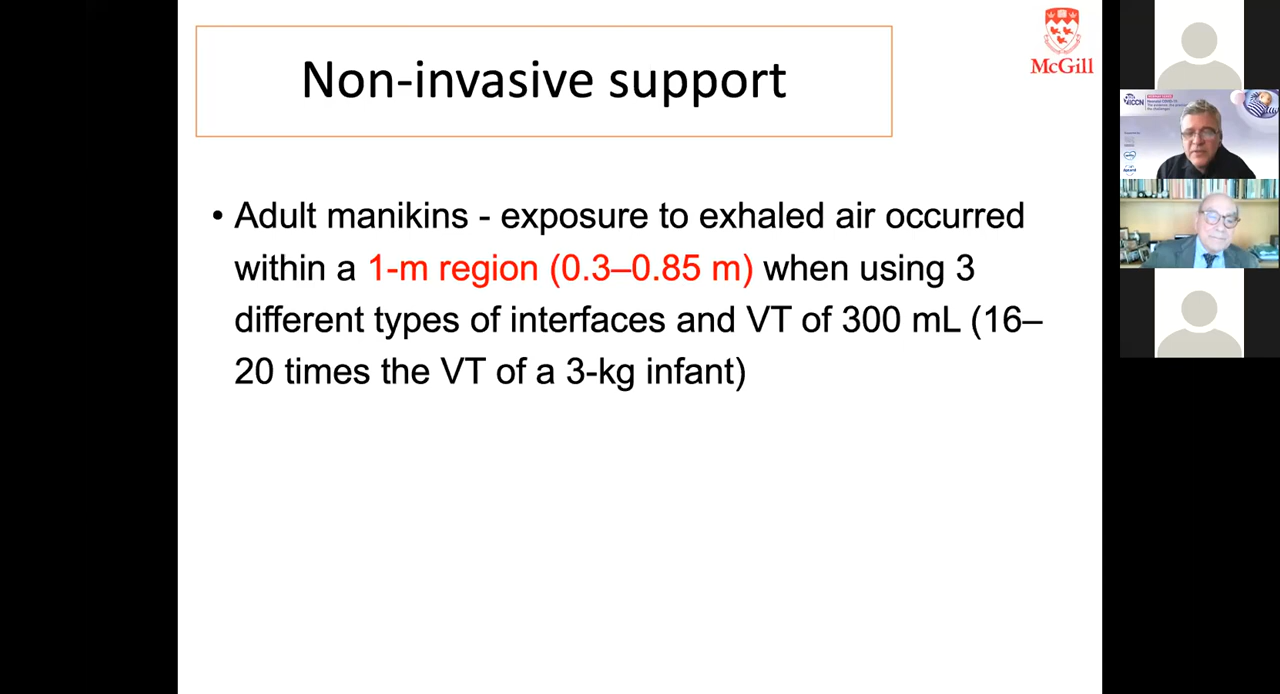 Non-invasive support
McGill
• Adult manikins - exposure to exhaled air occurred
within a 1-m region (0.3–0.85 m) when using 3
different types of interfaces and VT of 300 mL (16–
20 times the VT of a 3-kg infant)